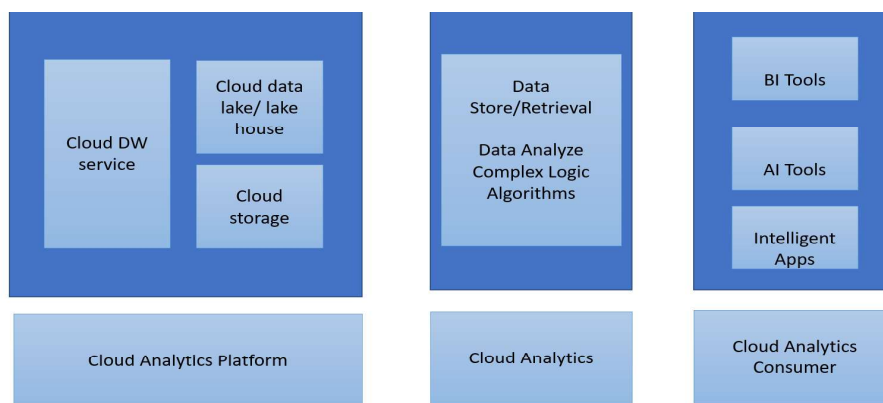 Cloud DW
service
Cloud data
lake/ lake
house
Cloud
storage
Data
Store/Retrieval
Data Analyze
Complex Logic
Algorithms
BI Tools
AI Tools
Intelligent
Apps
Cloud Analytics Platform
Cloud Analytics
Cloud Analytics
Consumer